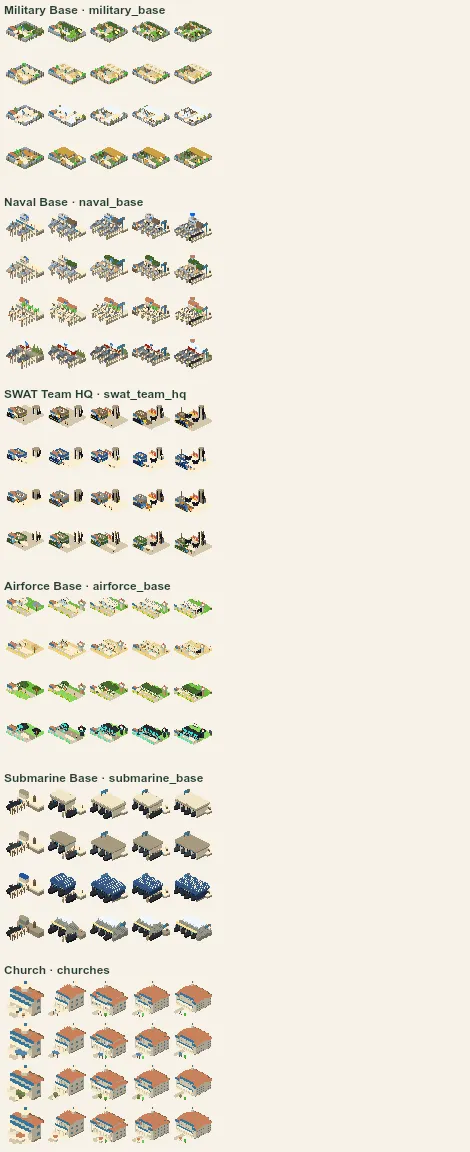 Military Base · military_base
Naval Base · naval_base
SWAT Team HQ · swat_team_hq
Airforce Base · airforce_base
Submarine Base · submarine_base
Church · churches